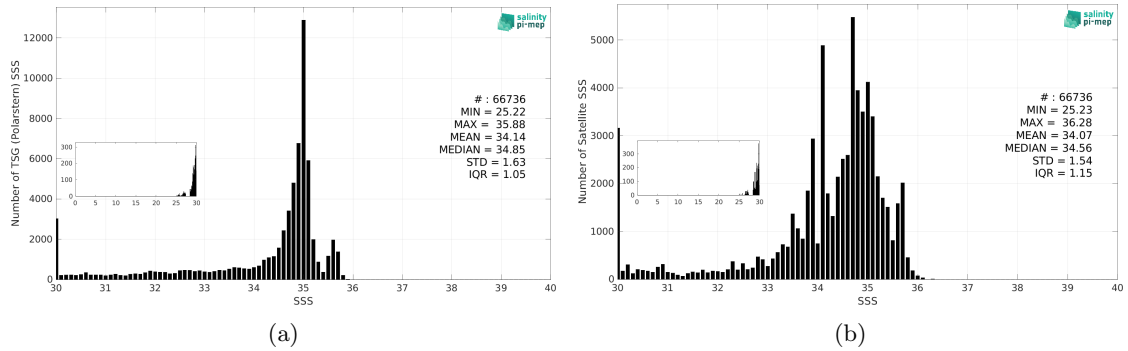 salinity
pi-mep
Number of TSG (Polarstern) SSS
12000
10000
8000
6000
4000
2000
0
# : 66736
MIN = 25.22
MAX = 35.88
MEAN = 34.14
MEDIAN = 34.85
STD = 1.63
IQR = 1.05
300
200
100
0
0 5 10 15 20 25 30
30 31 32 33 34 35 36 37 38 39 40
SSS
(a)
salinity
pi-mep
Number of Satellite SSS
5000
4000
3000
2000
1000
0
# : 66736
MIN = 25.23
MAX = 36.28
MEAN = 34.07
MEDIAN = 34.56
STD = 1.54
IQR = 1.15
300
200
100
0
0 5 10 15 20 25 30
30 31 32 33 34 35 36 37 38 39 40
SSS
(b)